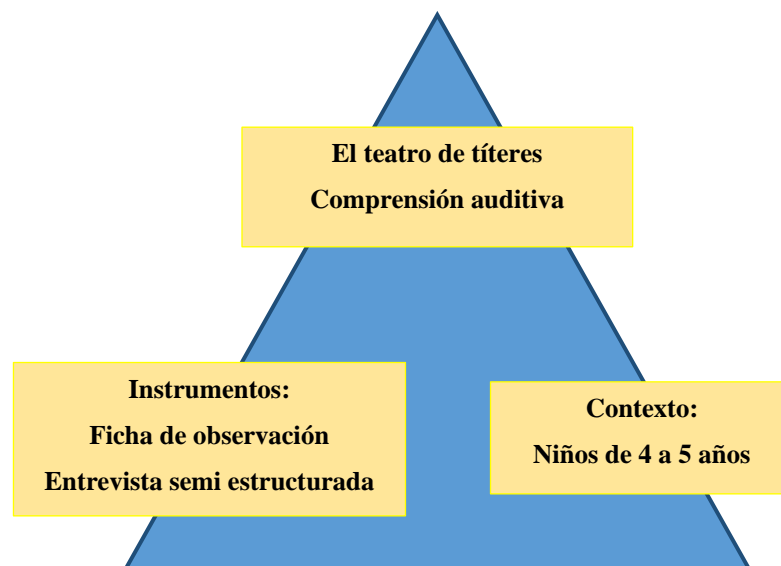 El teatro de títeres
Comprensión auditiva
Instrumentos:
Ficha de observación
Entrevista semi estructurada
Contexto:
Niños de 4 a 5 años